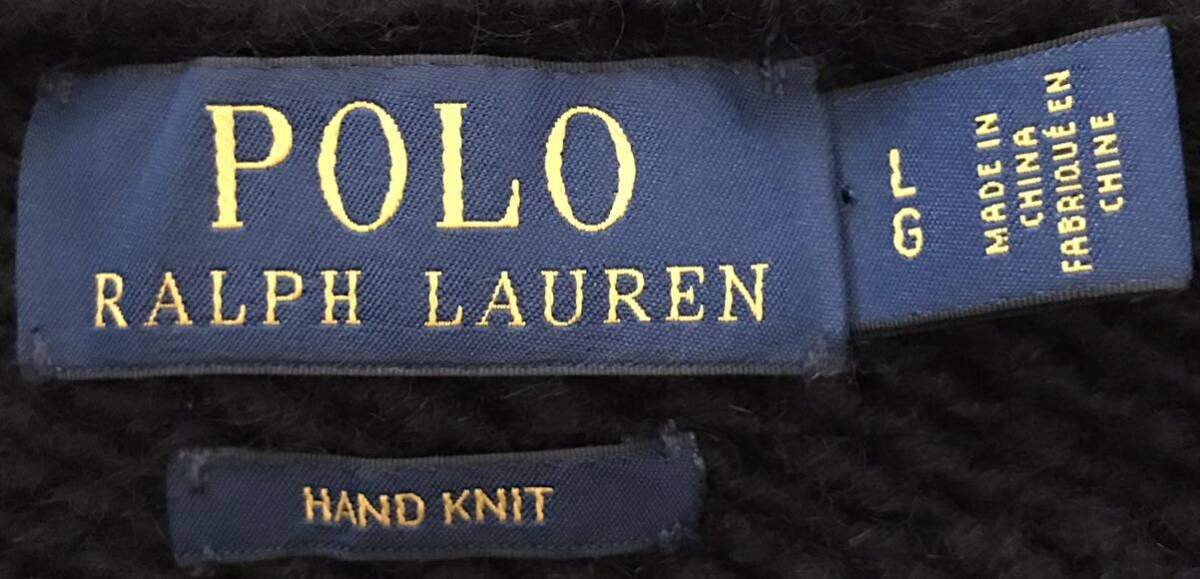 POLO
RALPH LAUREN
L
G
MADE IN
CHINA
FABRIQUÉ EN
CHINE
HAND KNIT